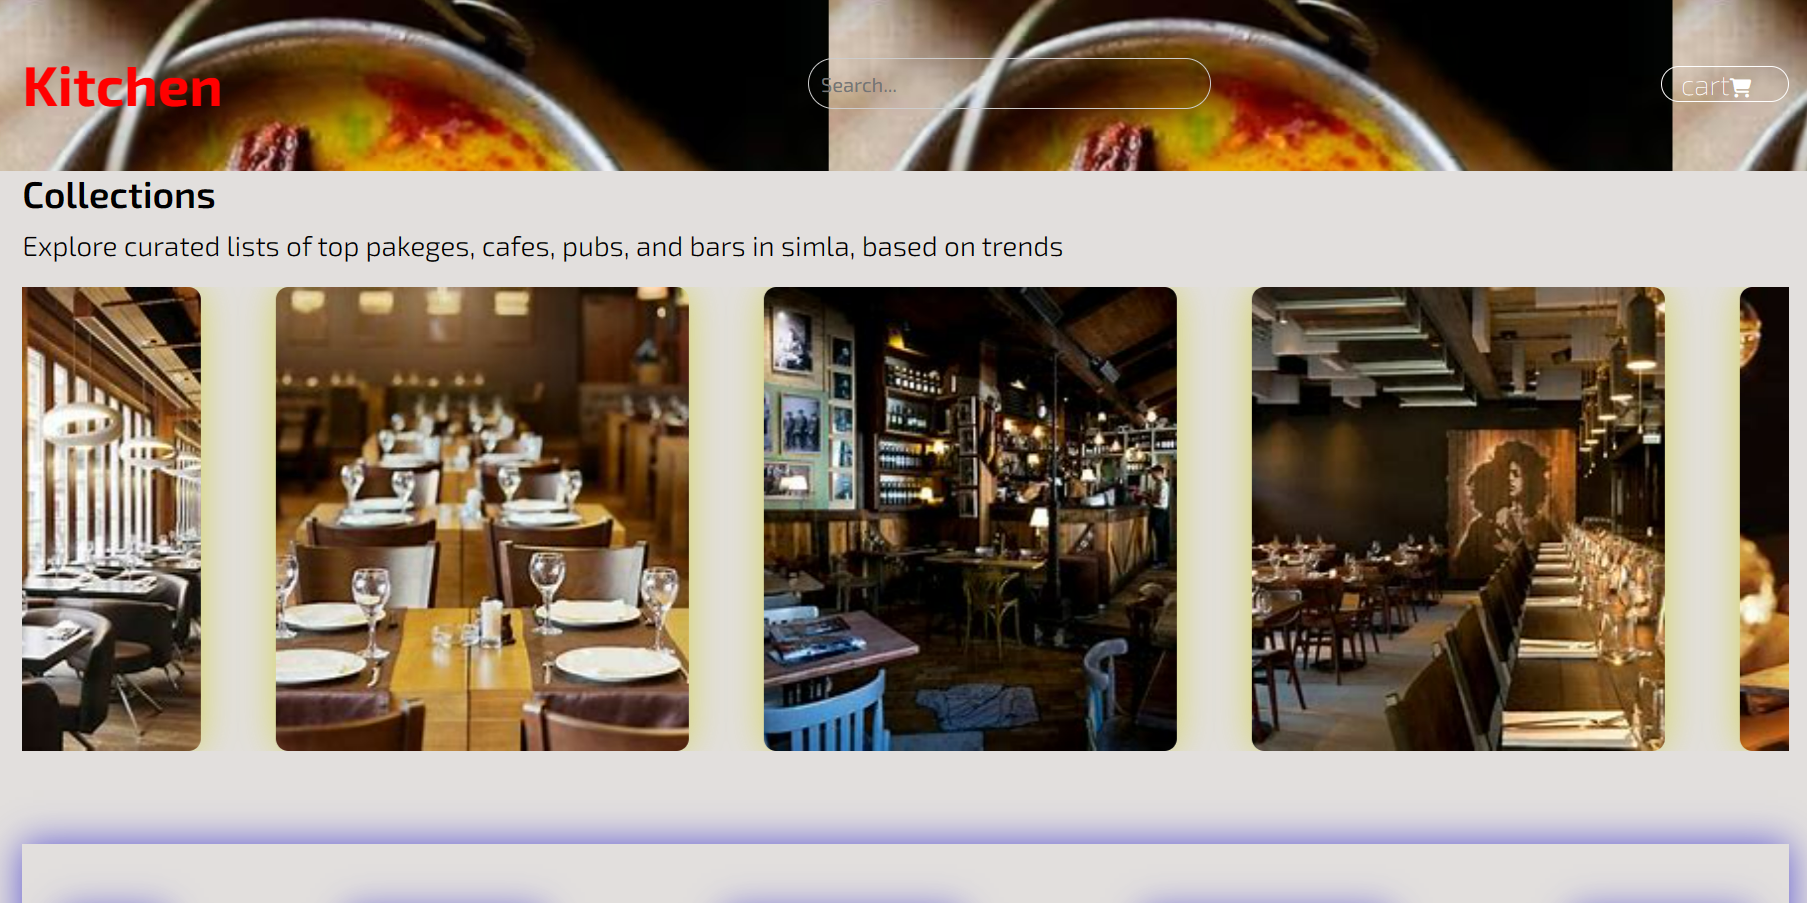 Kitchen
Search...
cart
Collections
Explore curated lists of top pakeges, cafes, pubs, and bars in simla, based on trends